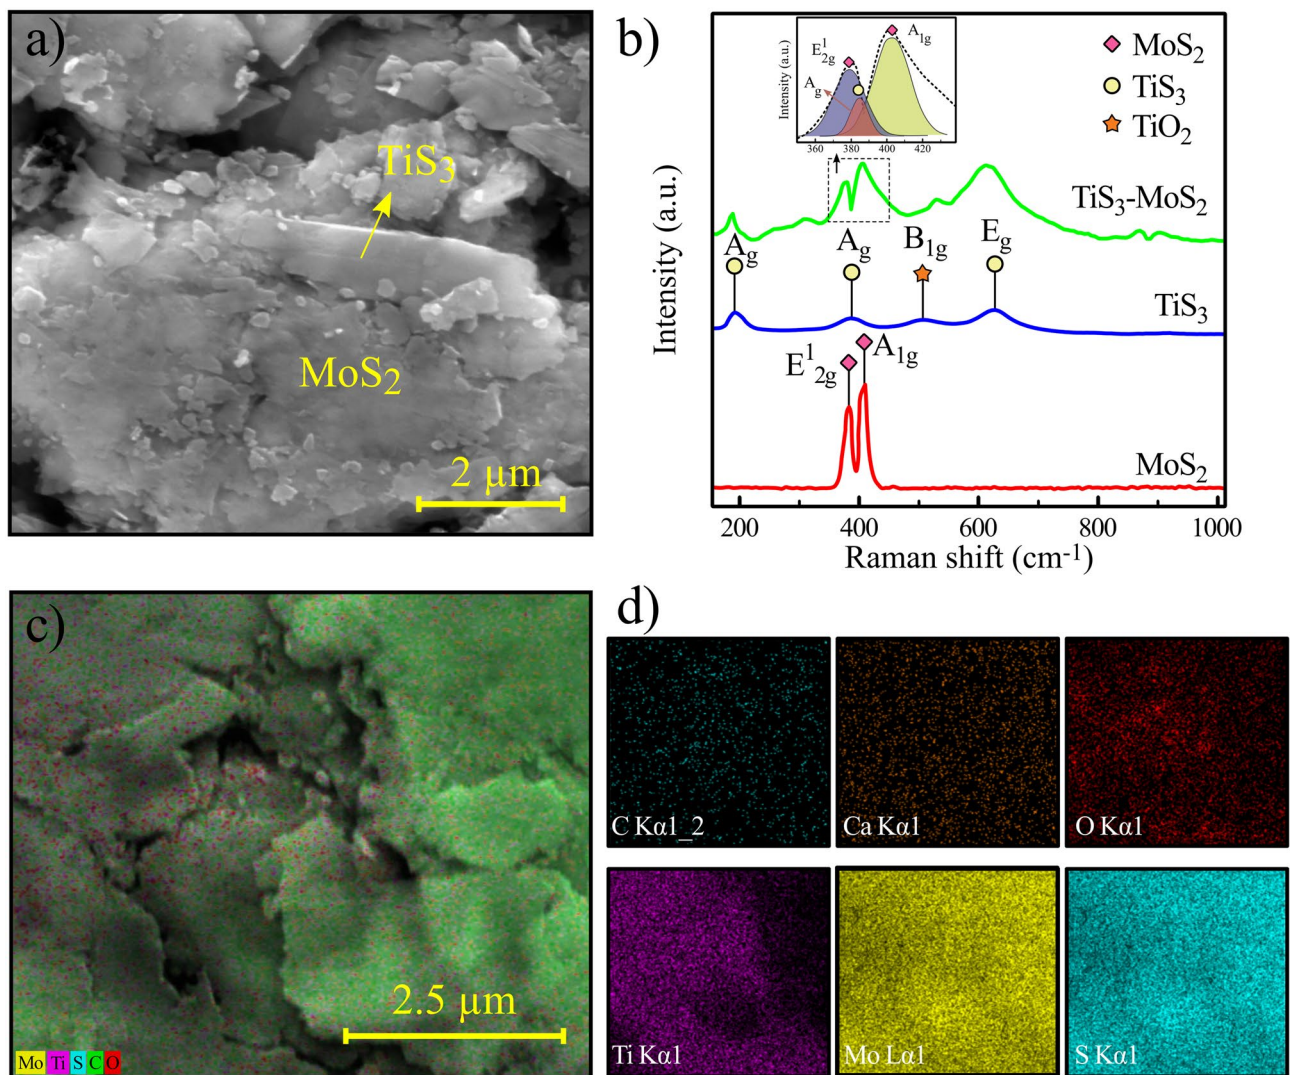 a)
TiS3
MoS2
2 µm
b)
Intensity (a.u.)
E12g
A1g
Ag
360 380 400 420
MoS2
TiS3
TiO2
TiS3-MoS2
Ag
Ag
B1g
Eg
TiS3
E12g
A1g
MoS2
Intensity (a.u.)
200 400 600 800 1000
Raman shift (cm-1)
c)
2.5 µm
Mo Ti S C O
d)
C Kα1_2
Ca Kα1
O Kα1
Ti Kα1
Mo Lα1
S Kα1